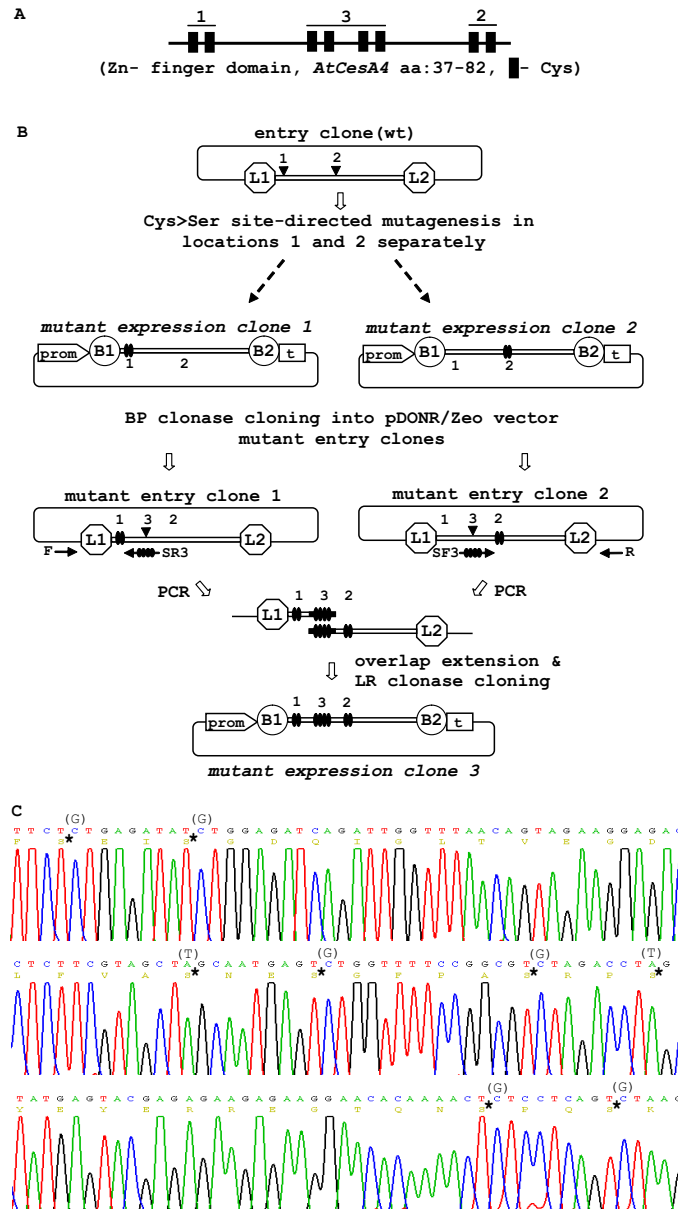 A
1 3 2
(Zn- finger domain, AtCesA4 aa:37-82, - Cys)
B
entry clone(wt)
1 2
L1 L2
Cys>Ser site-directed mutagenesis in
locations 1 and 2 separately
mutant expression clone 1
prom B1 B2 t
1 2
mutant expression clone 2
prom B1 B2 t
1 2
BP clonase cloning into pDONR/Zeo vector
mutant entry clones
mutant entry clone 1
1 3 2
L1 L2
F SR3
mutant entry clone 2
1 3 2
L1 L2
SF3 R
PCR PCR
1 3 2
L1
L2
overlap extension &
LR clonase cloning
1 3 2
prom B1 B2 t
mutant expression clone 3
C
(G) (G)
T T C T C T G A G A T A T C T G G A G A T C A G A T T G G T T T A A C A G T A G A A G G A G A C
F S* E I S* G D Q I G L T V E G D
(T) (G) (G) (T)
C T C T T C G T A G C T A G C A A T G A G T C T G G T T T T C C G G C G T C T A G A C C T A G
L F V A S* N E S* G F P A S* R P S*
(G) (G)
T A T G A G T A C G A G A G A A G A G A A G G A A C A C A A A A C T C T C C T C A G T C T A A G
Y E Y E R R E G T Q N S* P Q S* K